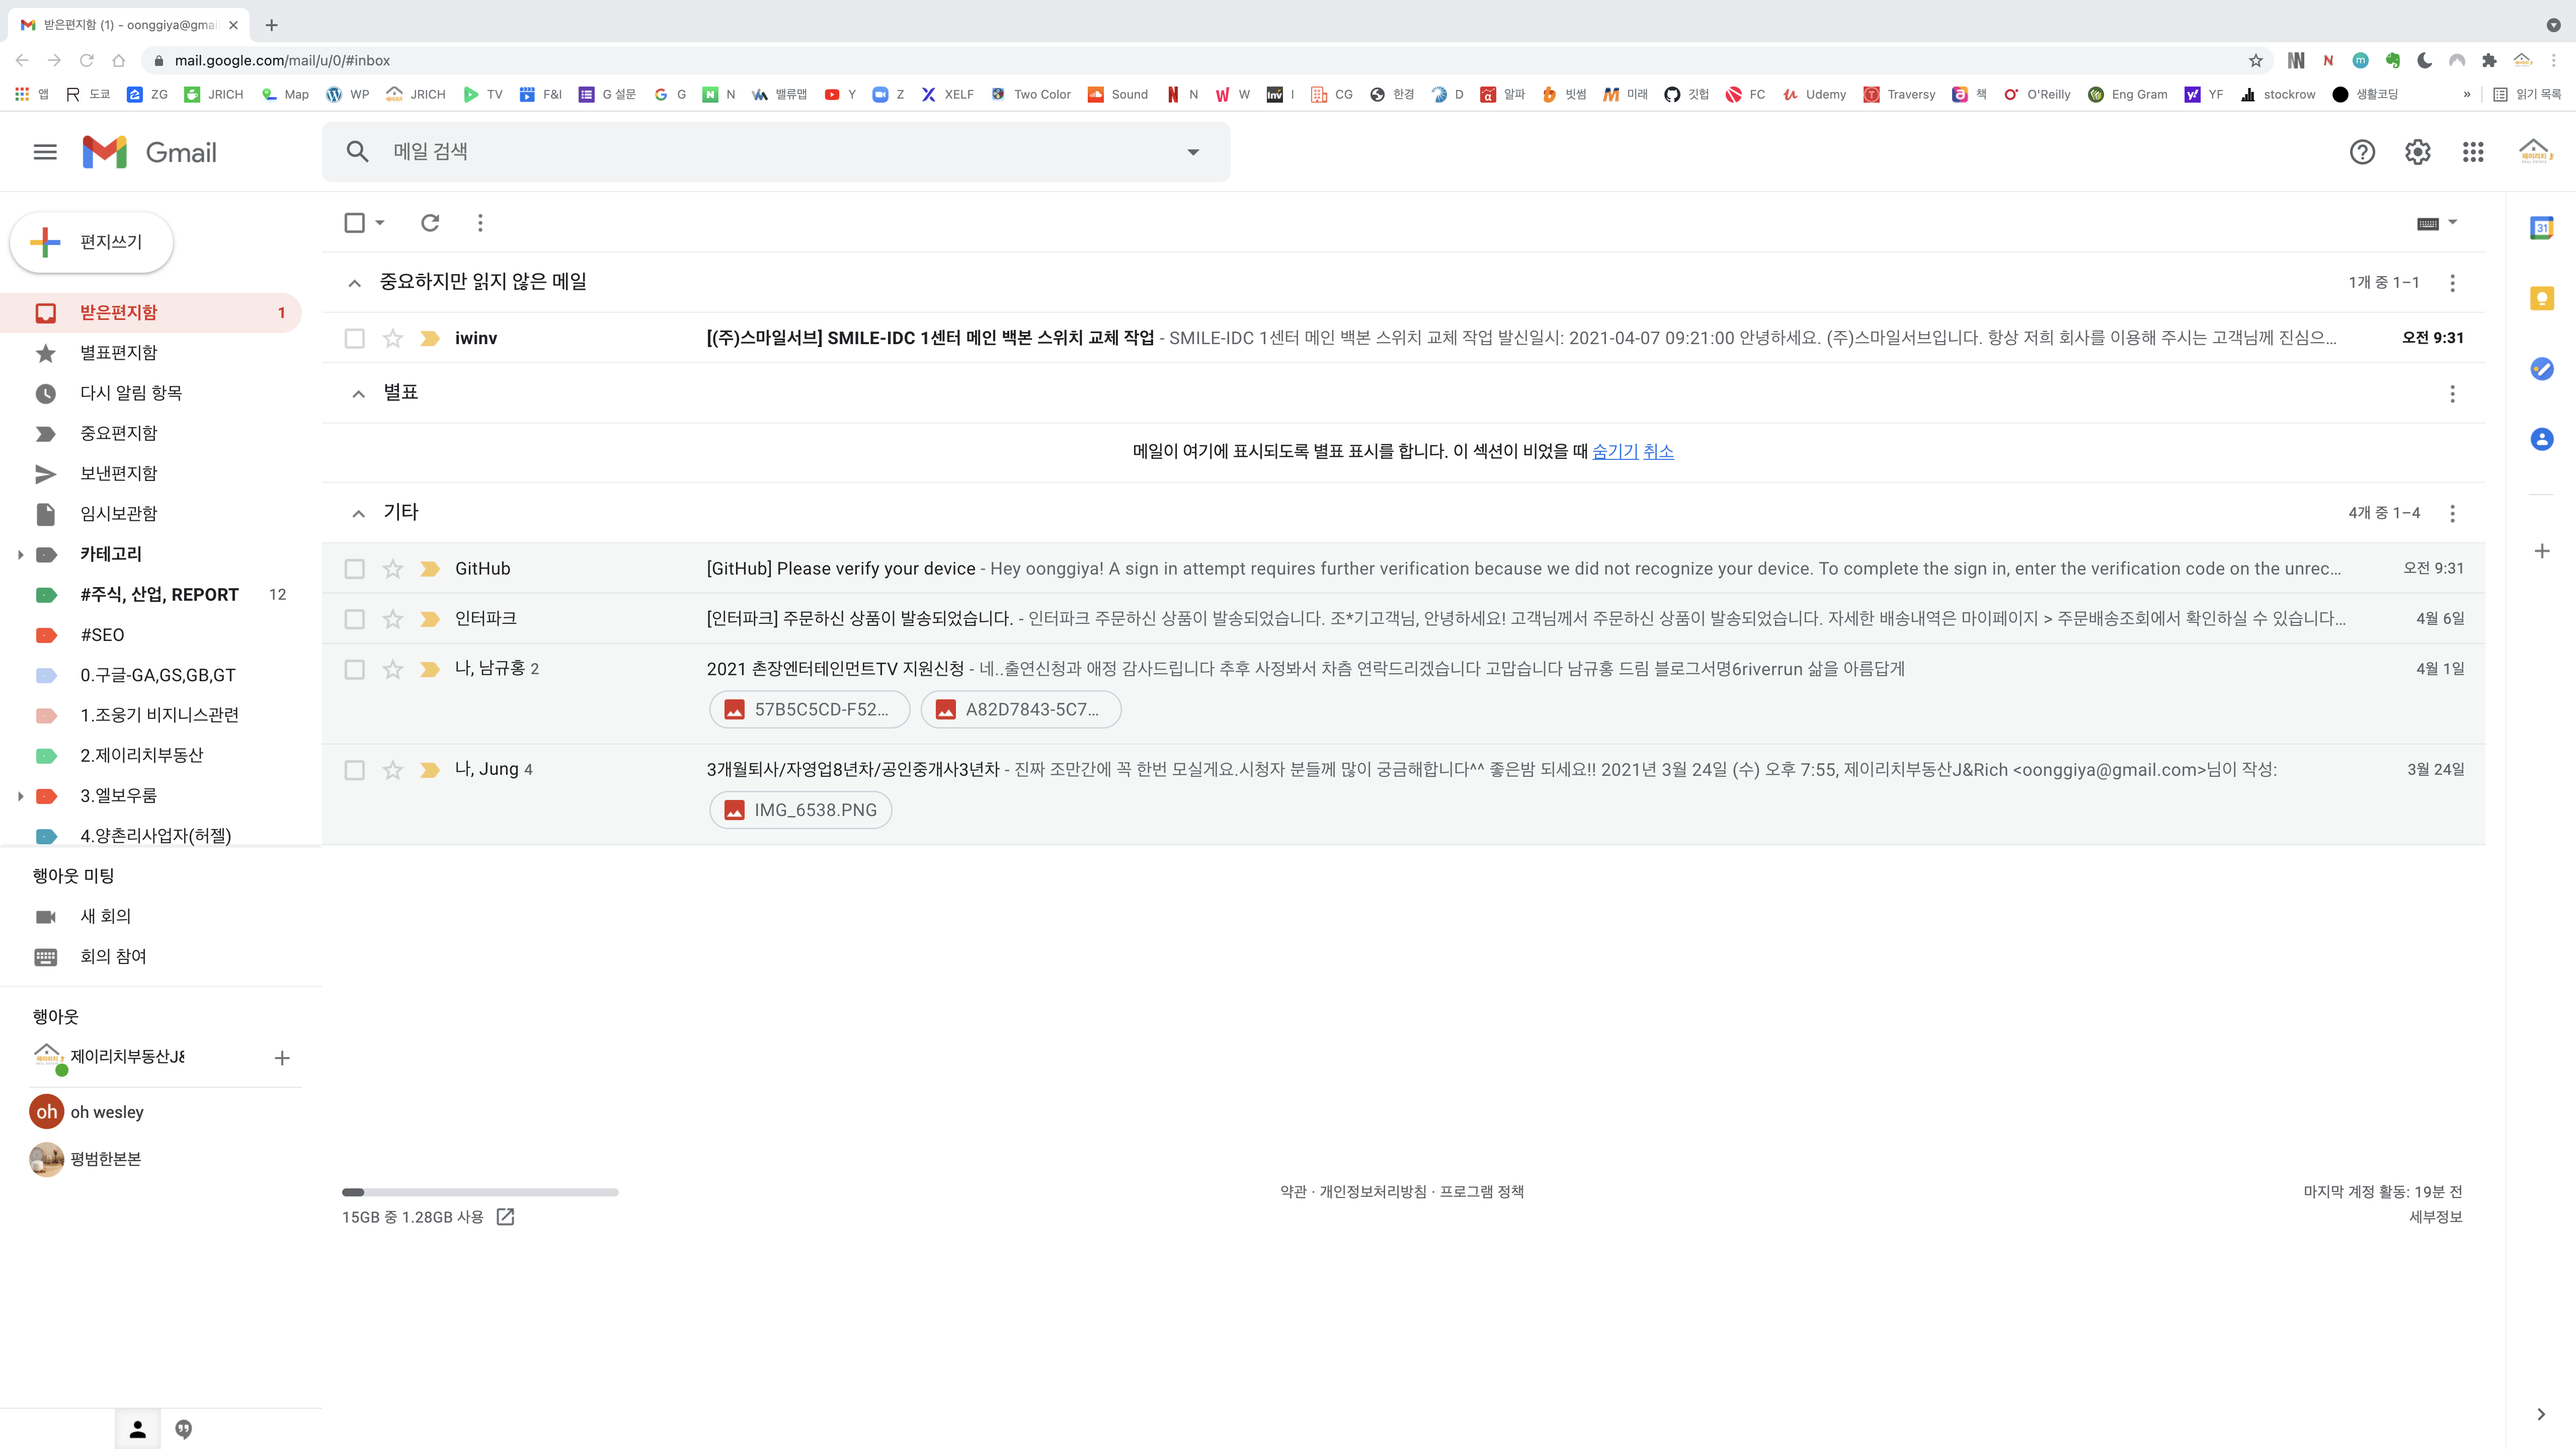 받은편지함 (1) - oonggiya@gmai
mail.google.com/mail/u/0/#inbox
앱 도쿄 ZG JRICH Map WP JRICH TV F&I G 설문 G N 밸류맵 Y Z XELF Two Color Sound N W I CG 한경 D 알파 빗썸 미래 깃헙 FC Udemy Traversy 책 O'Reilly Eng Gram YF stockrow 생활코딩 » 읽기 목록
Gmail
메일 검색
편지쓰기
받은편지함 1
별표편지함
다시 알림 항목
중요편지함
보낸편지함
임시보관함
카테고리
#주식, 산업, REPORT 12
#SEO
0.구글-GA,GS,GB,GT
1.조웅기 비지니스관련
2.제이리치부동산
3.엘보우룸
4.양촌리사업자(허젤)
행아웃 미팅
새 회의
회의 참여
행아웃
제이리치부동산J&
oh oh wesley
평범한본본
중요하지만 읽지 않은 메일 1개 중 1–1
iwinv [(주)스마일서브] SMILE-IDC 1센터 메인 백본 스위치 교체 작업 - SMILE-IDC 1센터 메인 백본 스위치 교체 작업 발신일시: 2021-04-07 09:21:00 안녕하세요. (주)스마일서브입니다. 항상 저희 회사를 이용해 주시는 고객님께 진심으… 오전 9:31
별표
메일이 여기에 표시되도록 별표 표시를 합니다. 이 섹션이 비었을 때 숨기기 취소
기타 4개 중 1–4
GitHub [GitHub] Please verify your device - Hey oonggiya! A sign in attempt requires further verification because we did not recognize your device. To complete the sign in, enter the verification code on the unrec… 오전 9:31
인터파크 [인터파크] 주문하신 상품이 발송되었습니다. - 인터파크 주문하신 상품이 발송되었습니다. 조*기고객님, 안녕하세요! 고객님께서 주문하신 상품이 발송되었습니다. 자세한 배송내역은 마이페이지 > 주문배송조회에서 확인하실 수 있습니다… 4월 6일
나, 남규홍 2 2021 촌장엔터테인먼트TV 지원신청 - 네..출연신청과 애정 감사드립니다 추후 사정봐서 차츰 연락드리겠습니다 고맙습니다 남규홍 드림 블로그서명6riverrun 삶을 아름답게 4월 1일
57B5C5CD-F52… A82D7843-5C7…
나, Jung 4 3개월퇴사/자영업8년차/공인중개사3년차 - 진짜 조만간에 꼭 한번 모실게요.시청자 분들께 많이 궁금해합니다^^ 좋은밤 되세요!! 2021년 3월 24일 (수) 오후 7:55, 제이리치부동산J&Rich <oonggiya@gmail.com>님이 작성: 3월 24일
IMG_6538.PNG
15GB 중 1.28GB 사용
약관 · 개인정보처리방침 · 프로그램 정책
마지막 계정 활동: 19분 전
세부정보
31